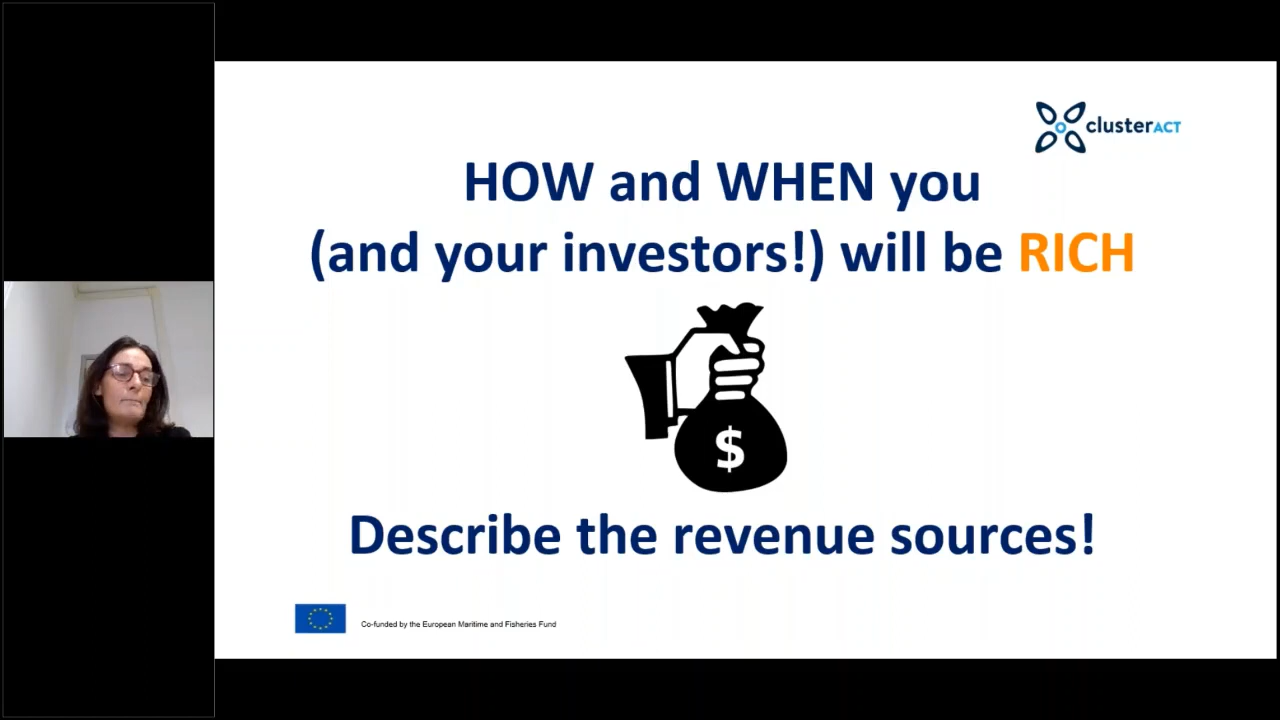 clusterACT
HOW and WHEN you
(and your investors!) will be RICH
$
Describe the revenue sources!
Co-funded by the European Maritime and Fisheries Fund